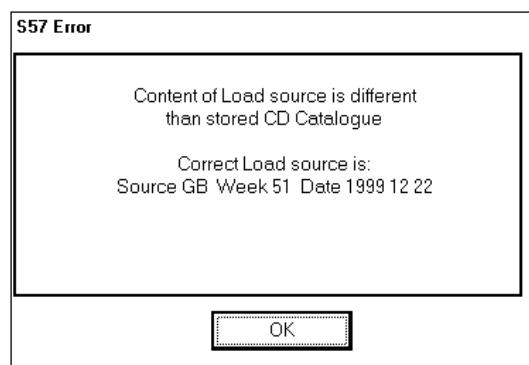 S57 Error
Content of Load source is different
than stored CD Catalogue
Correct Load source is:
Source GB Week 51 Date 1999 12 22
OK